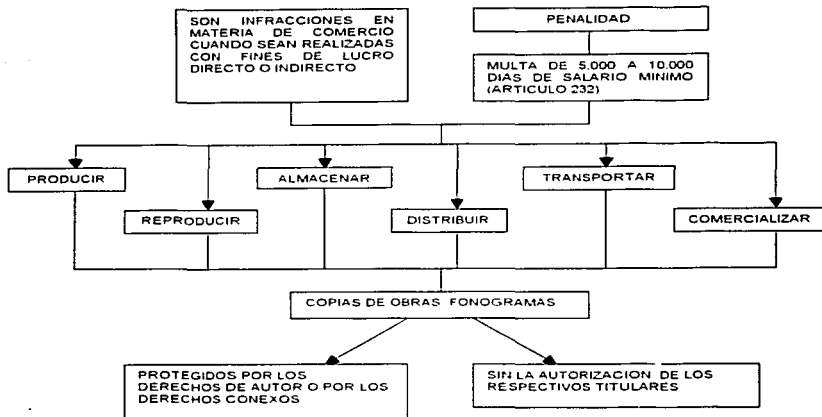 SON INFRACCIONES EN
MATERIA DE COMERCIO
CUANDO SEAN REALIZADAS
CON FINES DE LUCRO
DIRECTO O INDIRECTO
PENALIDAD
MULTA DE 5,000 A 10,000
DIAS DE SALARIO MINIMO
(ARTICULO 232)
PRODUCIR
ALMACENAR
TRANSPORTAR
REPRODUCIR
DISTRIBUIR
COMERCIALIZAR
COPIAS DE OBRAS FONOGRAMAS
PROTEGIDOS POR LOS
DERECHOS DE AUTOR O POR LOS
DERECHOS CONEXOS
SIN LA AUTORIZACION DE LOS
RESPECTIVOS TITULARES